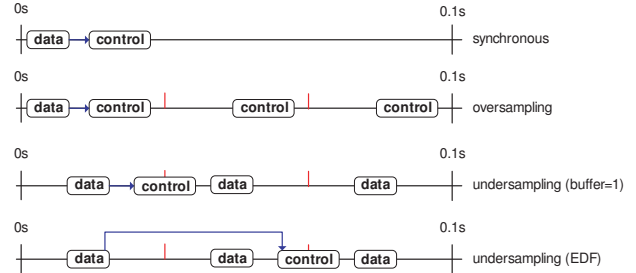 0s 0.1s
data control synchronous
0s 0.1s
data control control control oversampling
0s 0.1s
data control data data undersampling (buffer=1)
0s 0.1s
data data control data undersampling (EDF)